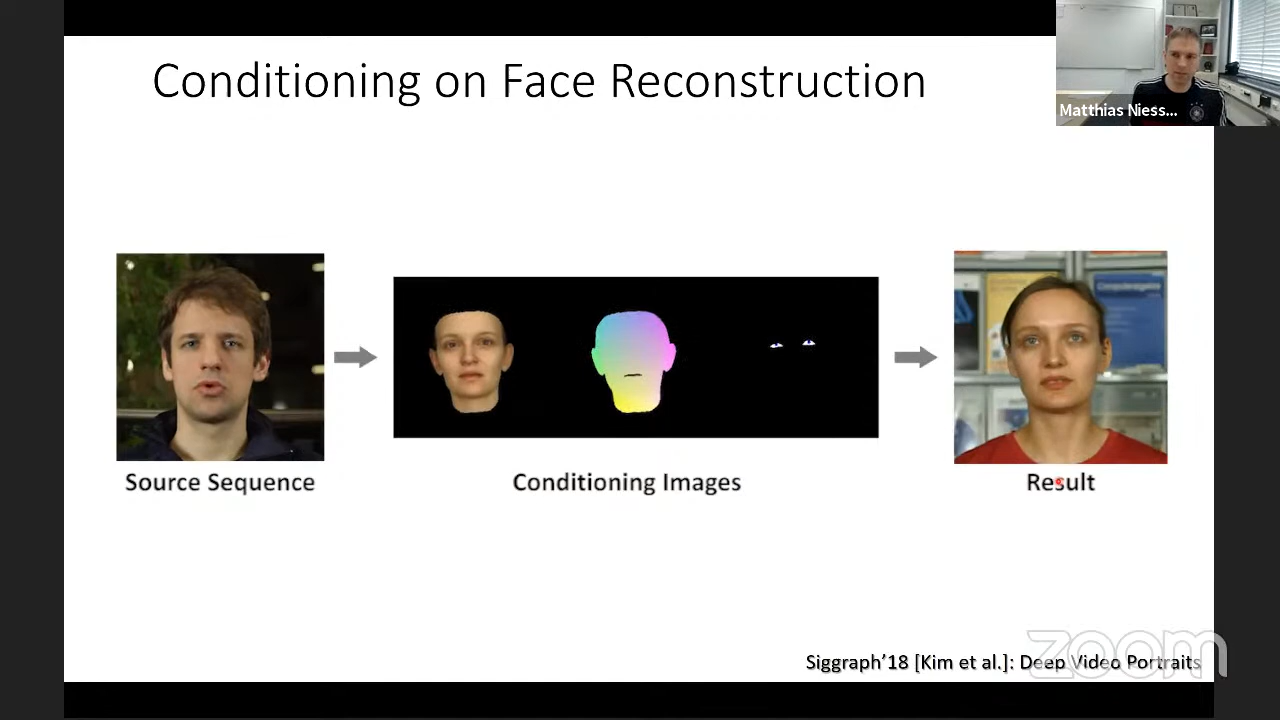 Conditioning on Face Reconstruction
Matthias Niess...
Source Sequence
Conditioning Images
Result
Siggraph'18 [Kim et al.]: Deep Video Portraits
zoom